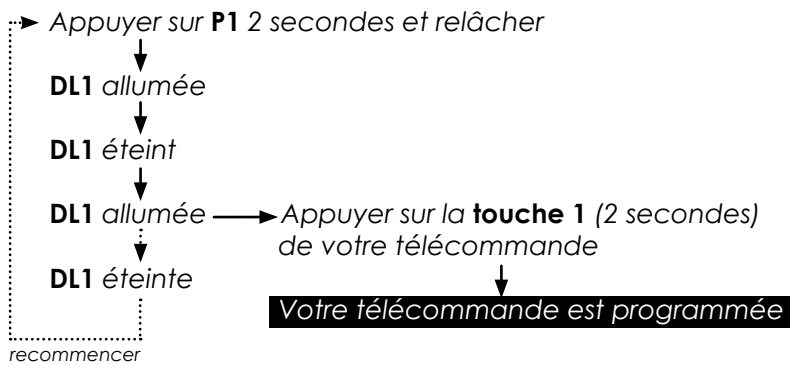 Appuyer sur P1 2 secondes et relâcher
DL1 allumée
DL1 éteint
DL1 allumée
Appuyer sur la touche 1 (2 secondes)
de votre télécommande
DL1 éteinte
Votre télécommande est programmée
recommencer